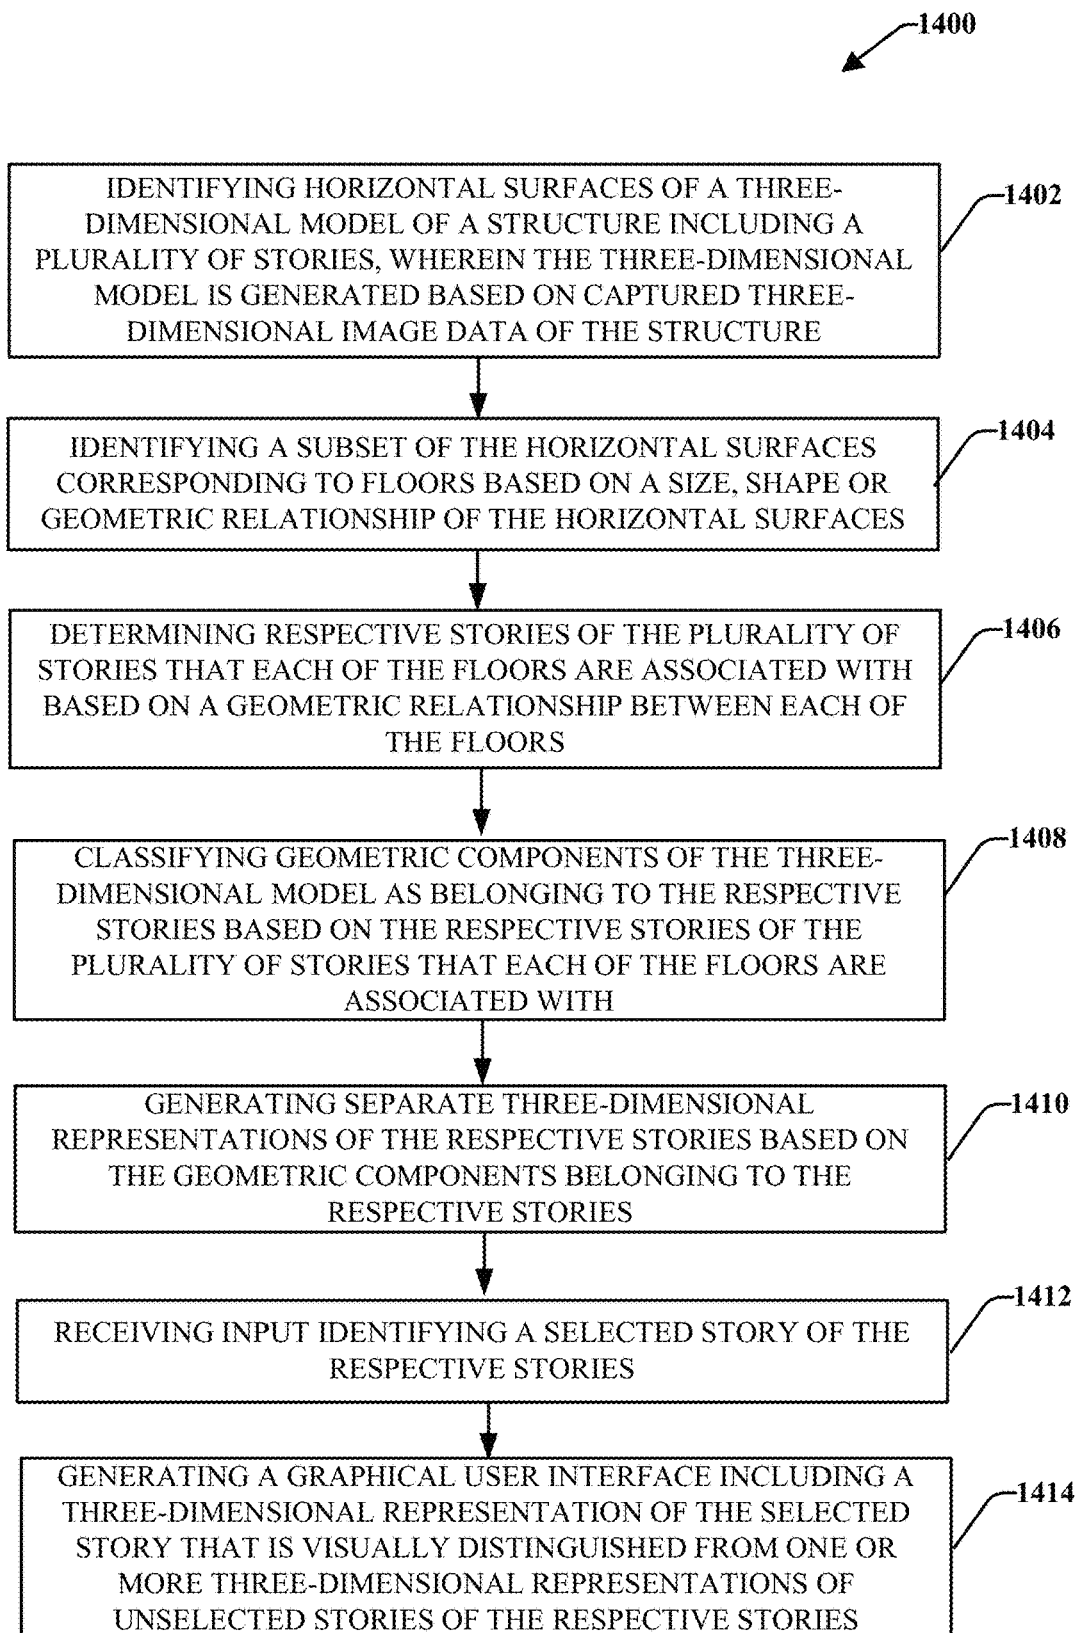 1400
IDENTIFYING HORIZONTAL SURFACES OF A THREE-
DIMENSIONAL MODEL OF A STRUCTURE INCLUDING A
PLURALITY OF STORIES, WHEREIN THE THREE-DIMENSIONAL
MODEL IS GENERATED BASED ON CAPTURED THREE-
DIMENSIONAL IMAGE DATA OF THE STRUCTURE
1402
IDENTIFYING A SUBSET OF THE HORIZONTAL SURFACES
CORRESPONDING TO FLOORS BASED ON A SIZE, SHAPE OR
GEOMETRIC RELATIONSHIP OF THE HORIZONTAL SURFACES
1404
DETERMINING RESPECTIVE STORIES OF THE PLURALITY OF
STORIES THAT EACH OF THE FLOORS ARE ASSOCIATED WITH
BASED ON A GEOMETRIC RELATIONSHIP BETWEEN EACH OF
THE FLOORS
1406
CLASSIFYING GEOMETRIC COMPONENTS OF THE THREE-
DIMENSIONAL MODEL AS BELONGING TO THE RESPECTIVE
STORIES BASED ON THE RESPECTIVE STORIES OF THE
PLURALITY OF STORIES THAT EACH OF THE FLOORS ARE
ASSOCIATED WITH
1408
GENERATING SEPARATE THREE-DIMENSIONAL
REPRESENTATIONS OF THE RESPECTIVE STORIES BASED ON
THE GEOMETRIC COMPONENTS BELONGING TO THE
RESPECTIVE STORIES
1410
RECEIVING INPUT IDENTIFYING A SELECTED STORY OF THE
RESPECTIVE STORIES
1412
GENERATING A GRAPHICAL USER INTERFACE INCLUDING A
THREE-DIMENSIONAL REPRESENTATION OF THE SELECTED
STORY THAT IS VISUALLY DISTINGUISHED FROM ONE OR
MORE THREE-DIMENSIONAL REPRESENTATIONS OF
UNSELECTED STORIES OF THE RESPECTIVE STORIES
1414